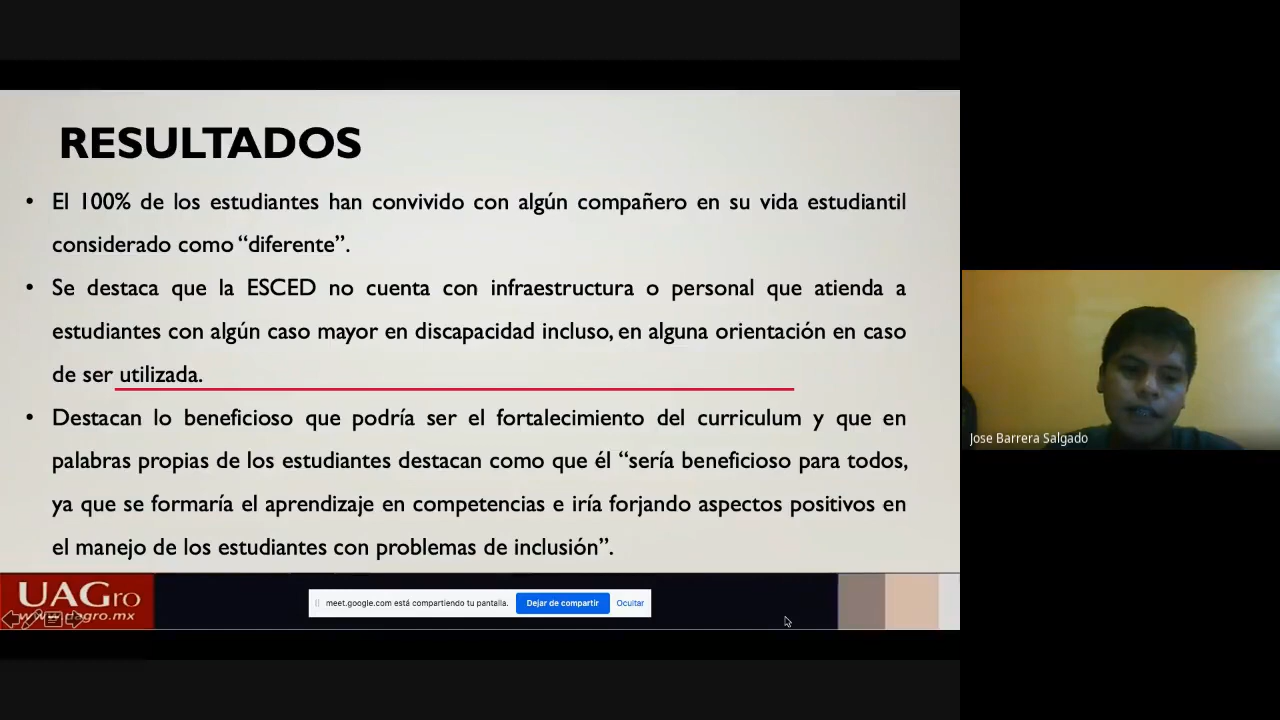 RESULTADOS
• El 100% de los estudiantes han convivido con algún compañero en su vida estudiantil
considerado como “diferente”.
• Se destaca que la ESCED no cuenta con infraestructura o personal que atienda a
estudiantes con algún caso mayor en discapacidad incluso, en alguna orientación en caso
de ser utilizada.
• Destacan lo beneficioso que podría ser el fortalecimiento del curriculum y que en
palabras propias de los estudiantes destacan como que él “sería beneficioso para todos,
ya que se formaría el aprendizaje en competencias e iría forjando aspectos positivos en
el manejo de los estudiantes con problemas de inclusión”.
Jose Barrera Salgado
UAGro
www.uagro.mx
meet.google.com está compartiendo tu pantalla.
Dejar de compartir
Ocultar